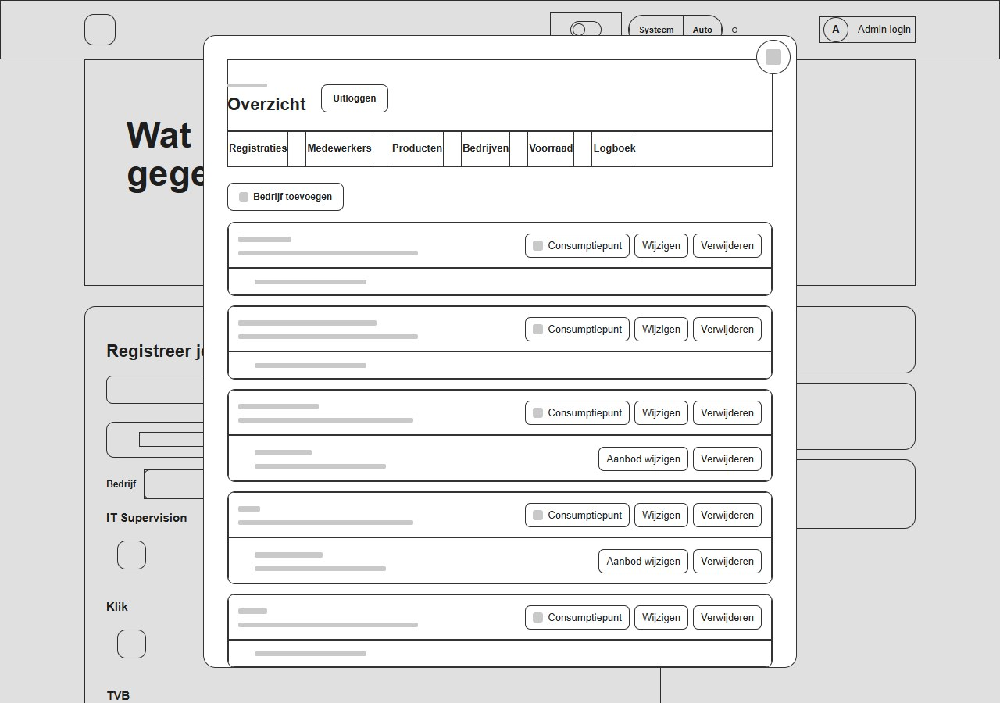 Systeem
Auto
A
Admin login
Wat
gege
Overzicht
Uitloggen
Registraties
Medewerkers
Producten
Bedrijven
Voorraad
Logboek
Bedrijf toevoegen
Consumptiepunt
Wijzigen
Verwijderen
Consumptiepunt
Wijzigen
Verwijderen
Registreer je
Consumptiepunt
Wijzigen
Verwijderen
Aanbod wijzigen
Verwijderen
Bedrijf
IT Supervision
Consumptiepunt
Wijzigen
Verwijderen
Aanbod wijzigen
Verwijderen
Klik
Consumptiepunt
Wijzigen
Verwijderen
TVB